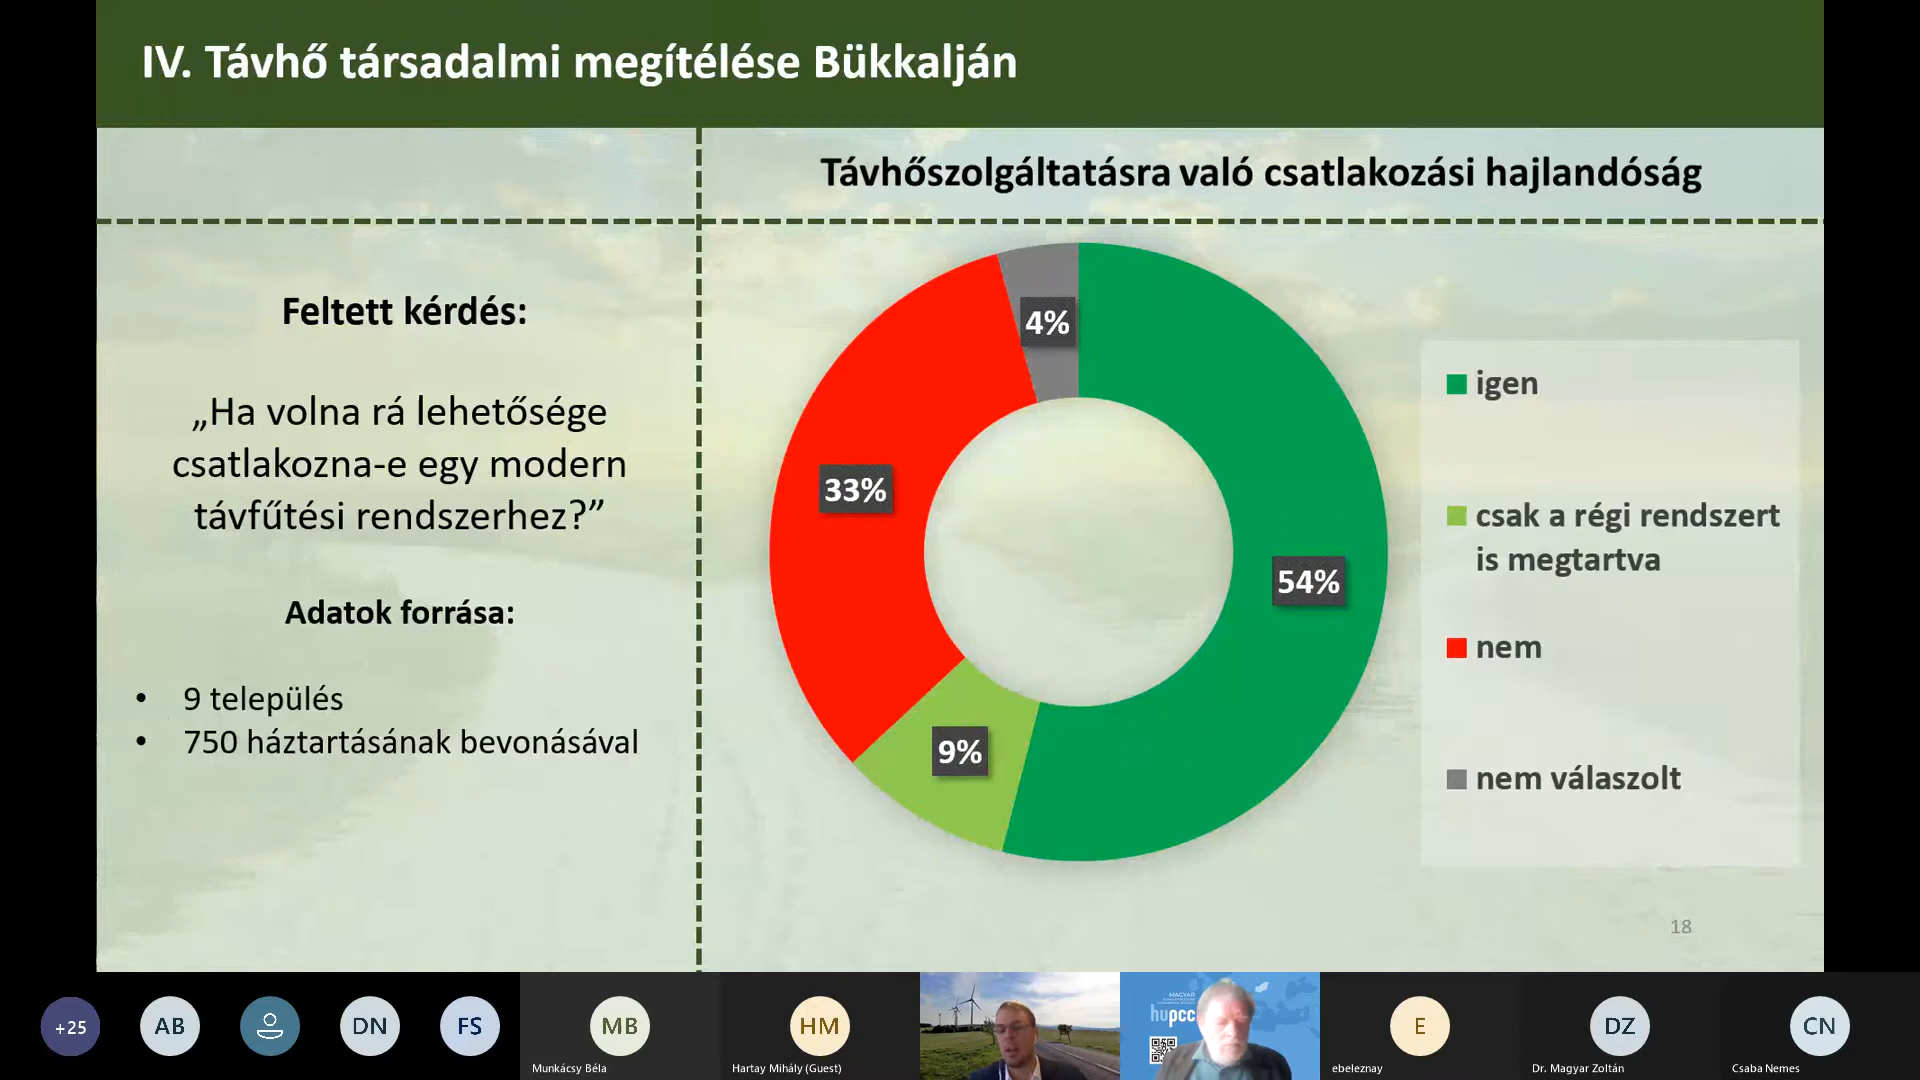 IV. Távhő társadalmi megítélése Bükkalján
Távhőszolgáltatásra való csatlakozási hajlandóság
Feltett kérdés:
„Ha volna rá lehetősége
csatlakozna-e egy modern
távfűtési rendszerhez?”
Adatok forrása:
• 9 település
• 750 háztartásának bevonásával
4%
33%
54%
9%
igen
csak a régi rendszert
is megtartva
nem
nem válaszolt
18
+25
AB
DN
FS
MB
Munkácsy Béla
HM
Hartay Mihály (Guest)
MAGYAR
hupcc
E
ebeleznay
DZ
Dr. Magyar Zoltán
CN
Csaba Nemes